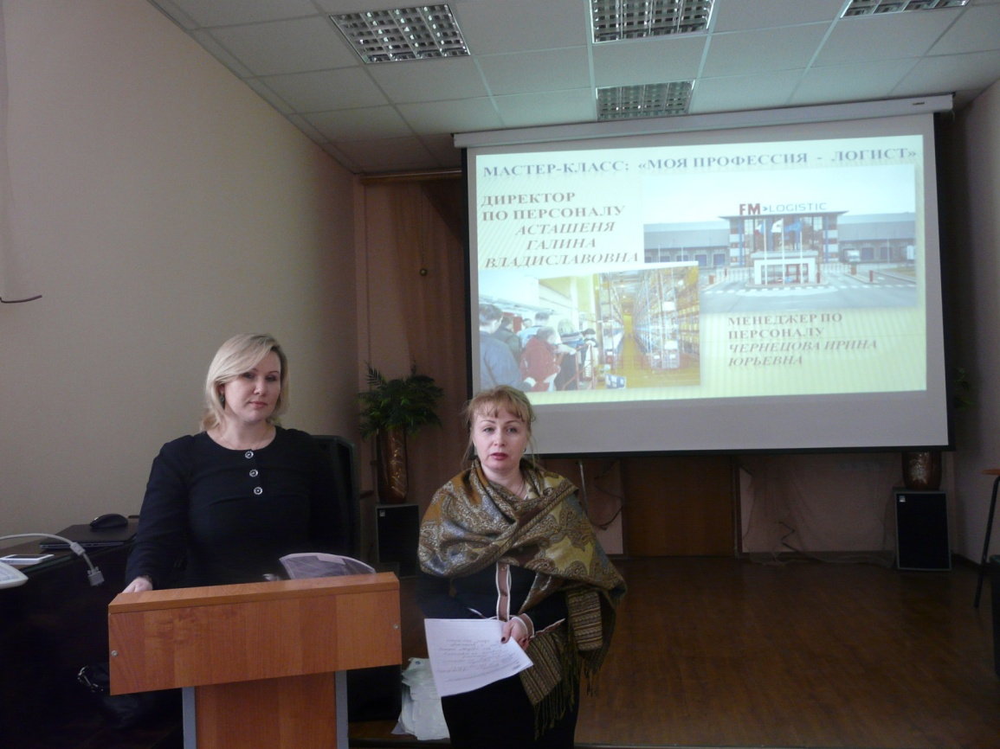 МАСТЕР-КЛАСС: «МОЯ ПРОФЕССИЯ - ЛОГИСТ»
ДИРЕКТОР
ПО ПЕРСОНАЛУ
АСТАШЕНЯ
ГАЛИНА
ВЛАДИСЛАВОВНА
FM>LOGISTIC
МЕНЕДЖЕР ПО
ПЕРСОНАЛУ
ЧЕРНЕЦОВА ИРИНА
ЮРЬЕВНА